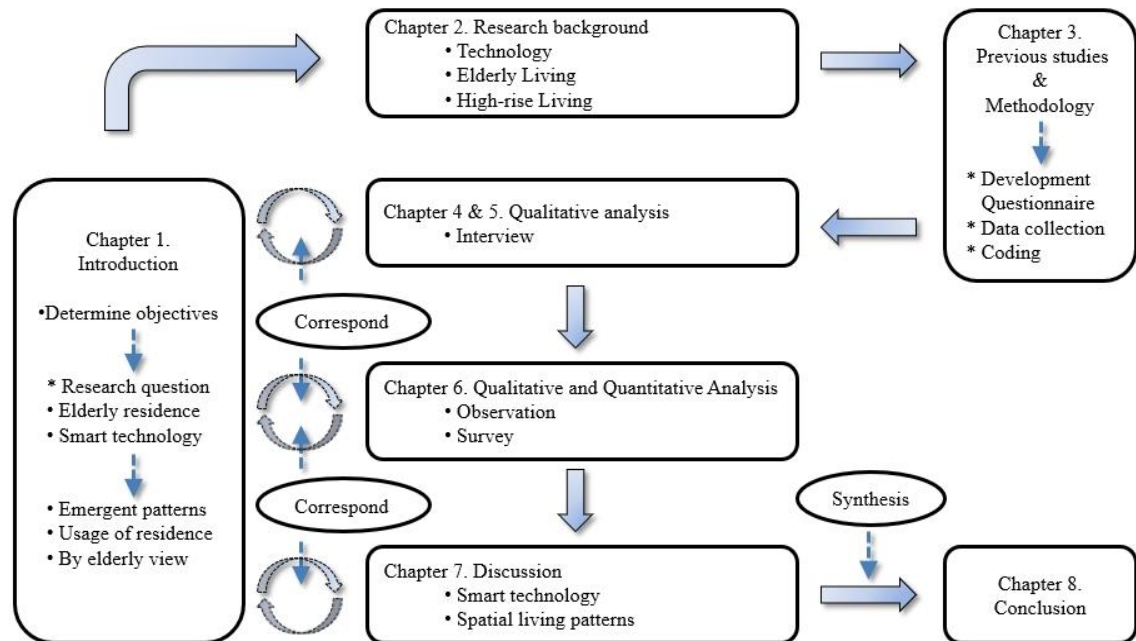 Chapter 2. Research background
• Technology
• Elderly Living
• High-rise Living
Chapter 3.
Previous studies
&
Methodology
* Development
Questionnaire
* Data collection
* Coding
Chapter 1.
Introduction
•Determine objectives
* Research question
• Elderly residence
• Smart technology
• Emergent patterns
• Usage of residence
• By elderly view
Chapter 4 & 5. Qualitative analysis
• Interview
Correspond
Chapter 6. Qualitative and Quantitative Analysis
• Observation
• Survey
Correspond
Synthesis
Chapter 7. Discussion
• Smart technology
• Spatial living patterns
Chapter 8.
Conclusion